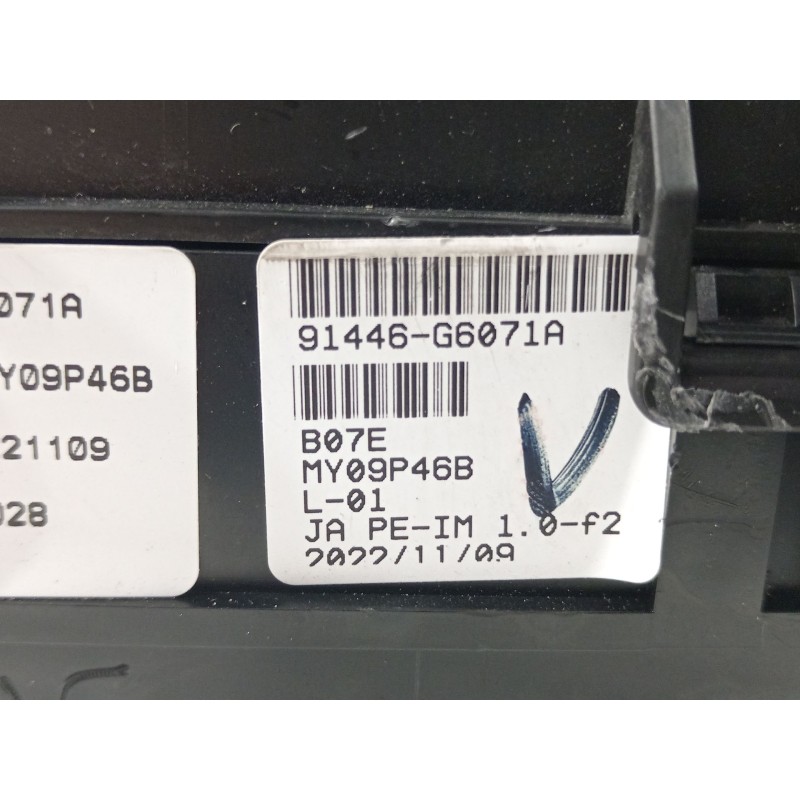 071A
Y09P46B
21109
028
91446-G6071A
B07E
MY09P46B
L-01
JA PE-IM 1.0-f2
2022/11/09